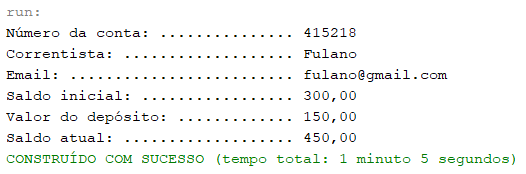 run:
Número da conta: ............... 415218
Correntista: ................... Fulano
Email: ......................... fulano@gmail.com
Saldo inicial: ................. 300,00
Valor do depósito: ............. 150,00
Saldo atual: ................... 450,00
CONSTRUÍDO COM SUCESSO (tempo total: 1 minuto 5 segundos)